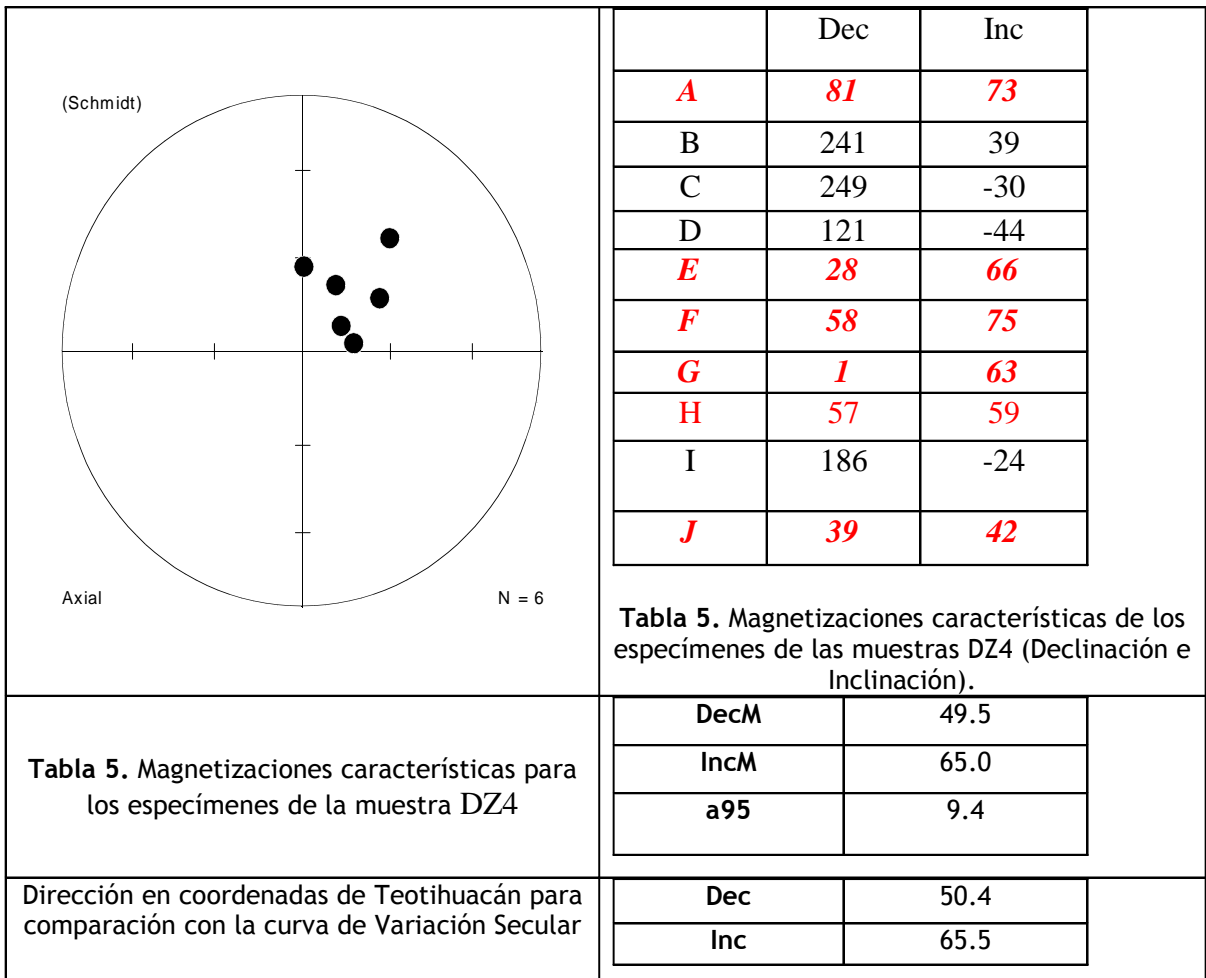 (Schmidt)
Axial
N = 6
Dec Inc
A 81 73
B 241 39
C 249 -30
D 121 -44
E 28 66
F 58 75
G 1 63
H 57 59
I 186 -24
J 39 42
Tabla 5. Magnetizaciones características de los
especímenes de las muestras DZ4 (Declinación e
Inclinación).
Tabla 5. Magnetizaciones características para
los especímenes de la muestra DZ4
DecM 49.5
IncM 65.0
a95 9.4
Dirección en coordenadas de Teotihuacán para
comparación con la curva de Variación Secular
Dec 50.4
Inc 65.5